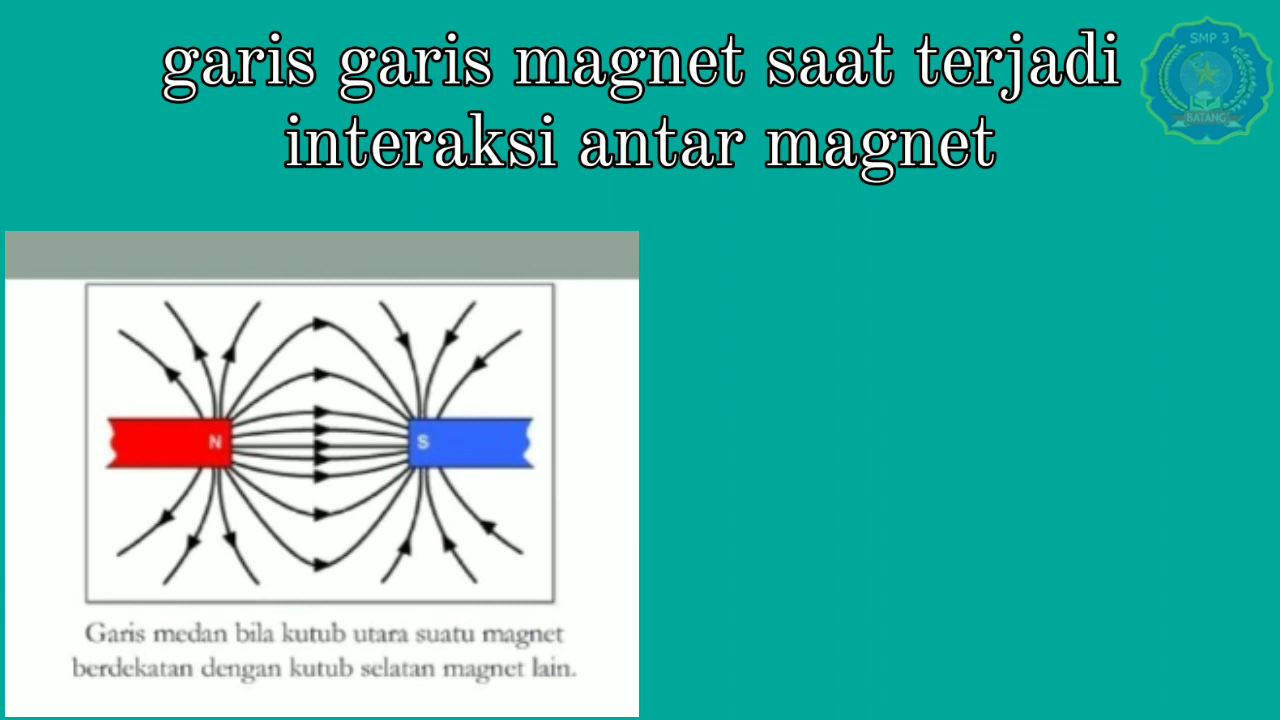 garis garis magnet saat terjadi
interaksi antar magnet
SMP 3
BATANG
N
S
Garis medan bila kutub utara suatu magnet
berdekatan dengan kutub selatan magnet lain.